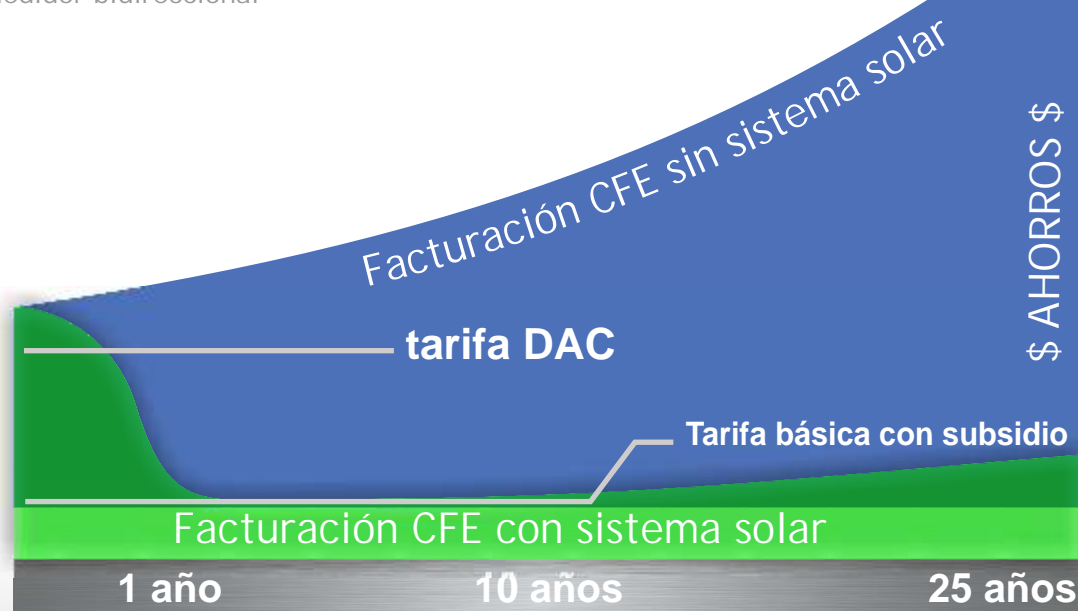 Facturación CFE sin sistema solar
$ AHORROS $
tarifa DAC
Tarifa básica con subsidio
Facturación CFE con sistema solar
1 año
10 años
25 años